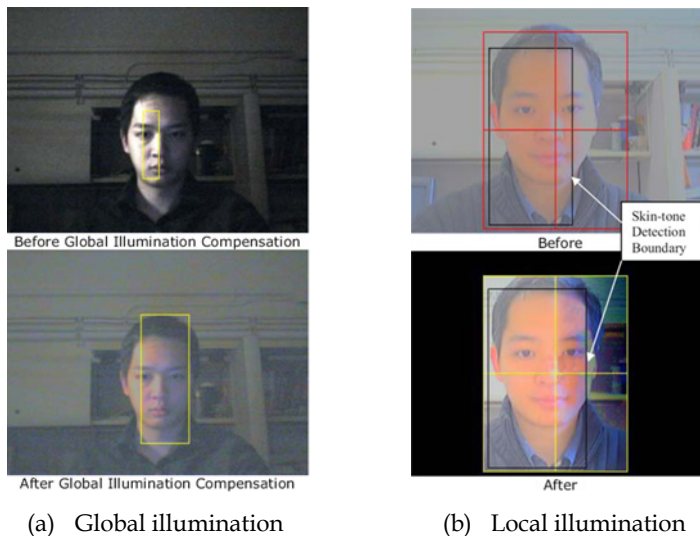 Before Global Illumination Compensation
After Global Illumination Compensation
(a) Global illumination
Before
Skin-tone
Detection
Boundary
After
(b) Local illumination